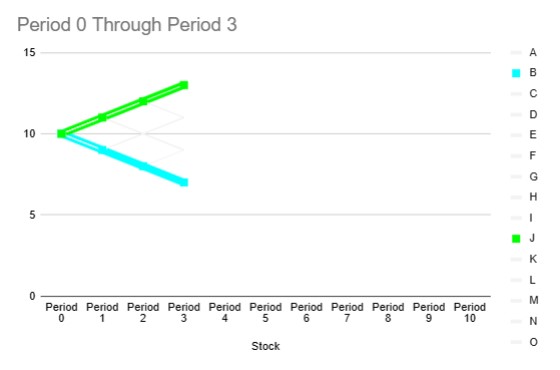 Period 0 Through Period 3
15
10
5
0
Period Period Period Period Period Period Period Period Period Period Period
0 1 2 3 4 5 6 7 8 9 10
Stock
A
B
C
D
E
F
G
H
I
J
K
L
M
N
O